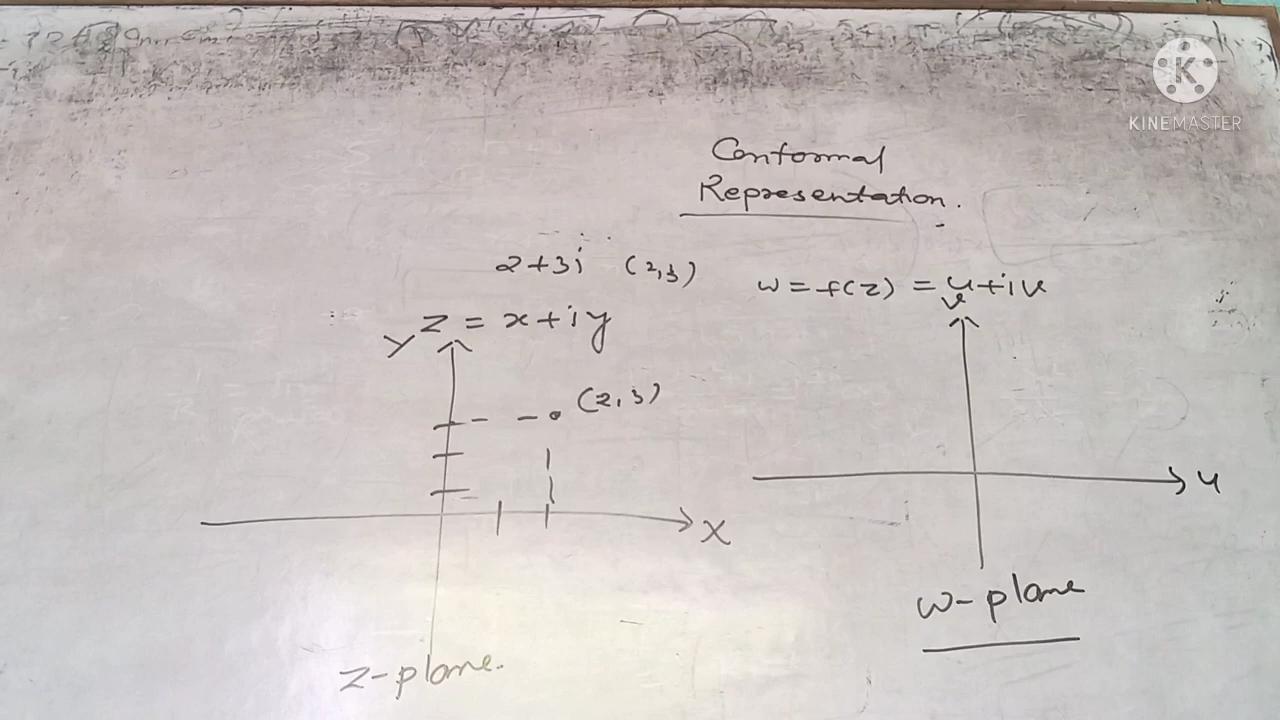 KINEMASTER
Conformal
Representation.
2+3i (2,3)
w = f(z) = u+iv
z = x+iy
Y
v
(2,3)
u
X
w-plane
z-plane.